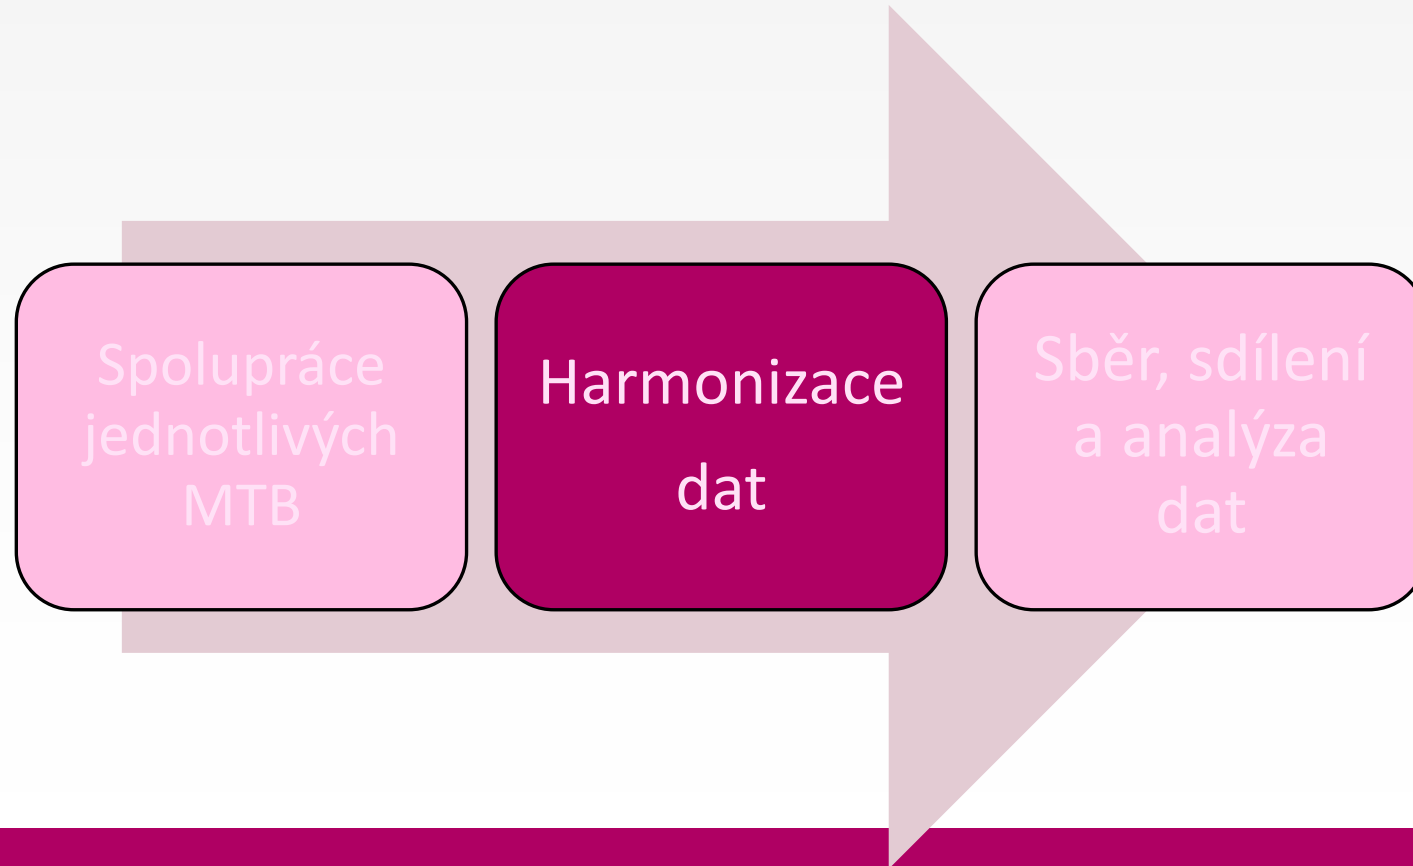 Spolupráce
jednotlivých
MTB
Harmonizace
dat
Sběr, sdílení
a analýza
dat